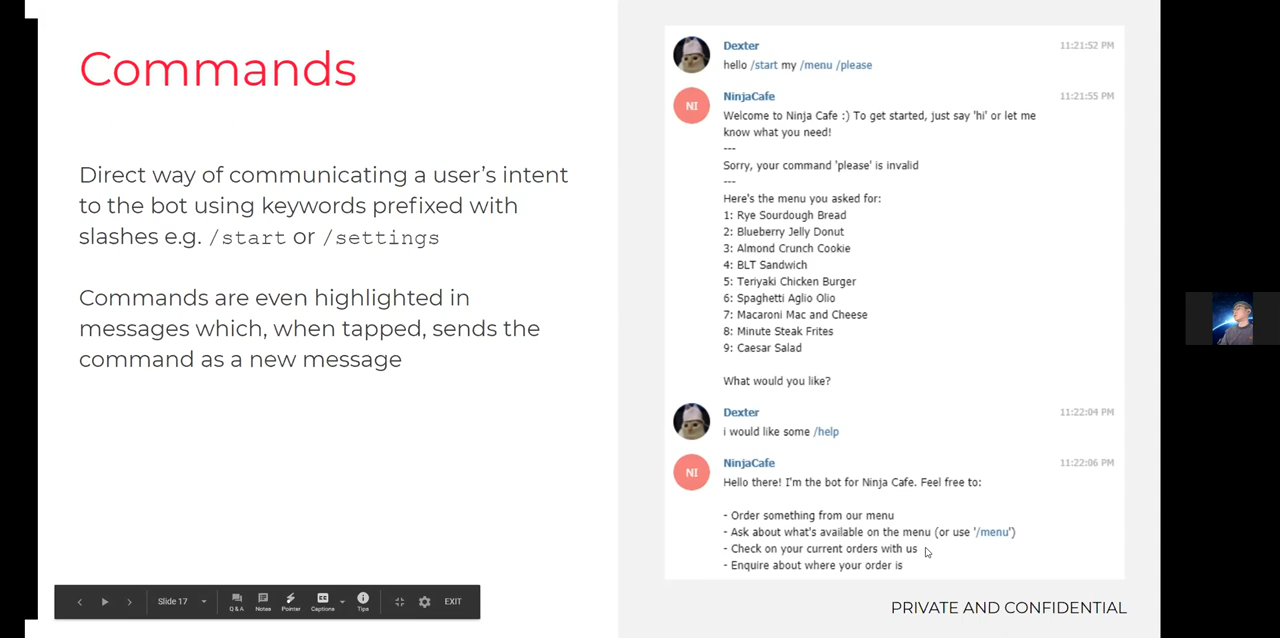 Commands
Direct way of communicating a user's intent
to the bot using keywords prefixed with
slashes e.g. /start or /settings
Commands are even highlighted in
messages which, when tapped, sends the
command as a new message
Dexter 11:21:52 PM
hello /start my /menu /please
NI
NinjaCafe 11:21:55 PM
Welcome to Ninja Cafe :) To get started, just say 'hi' or let me
know what you need!
---
Sorry, your command 'please' is invalid
---
Here's the menu you asked for:
1: Rye Sourdough Bread
2: Blueberry Jelly Donut
3: Almond Crunch Cookie
4: BLT Sandwich
5: Teriyaki Chicken Burger
6: Spaghetti Aglio Olio
7: Macaroni Mac and Cheese
8: Minute Steak Frites
9: Caesar Salad
What would you like?
Dexter 11:22:04 PM
i would like some /help
NI
NinjaCafe 11:22:06 PM
Hello there! I'm the bot for Ninja Cafe. Feel free to:
- Order something from our menu
- Ask about what's available on the menu (or use '/menu')
- Check on your current orders with us
- Enquire about where your order is
Slide 17 Q & A Notes Pointer Captions Tips EXIT
PRIVATE AND CONFIDENTIAL